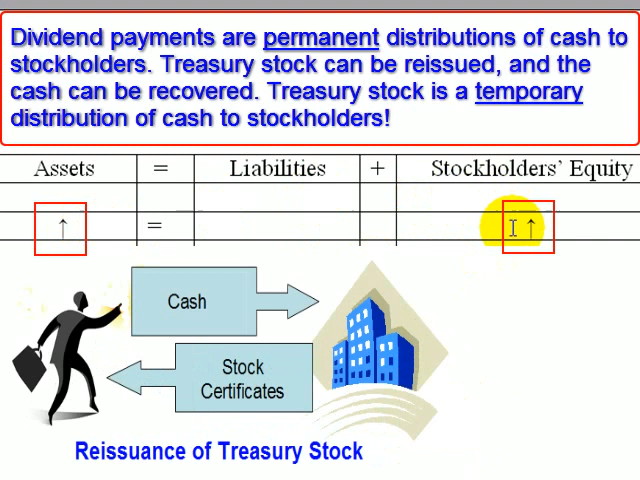 Dividend payments are permanent distributions of cash to
stockholders. Treasury stock can be reissued, and the
cash can be recovered. Treasury stock is a temporary
distribution of cash to stockholders!
Assets = Liabilities + Stockholders’ Equity
↑ = ↑
Cash
Stock
Certificates
Reissuance of Treasury Stock